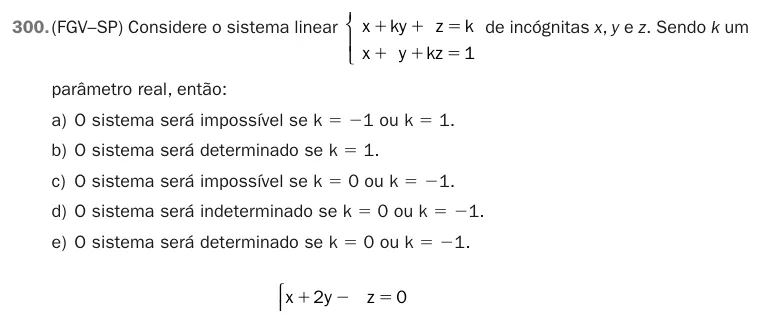 300. (FGV–SP) Considere o sistema linear { x + ky + z = k de incógnitas x, y e z. Sendo k um
x + y + kz = 1
parâmetro real, então:
a) O sistema será impossível se k = −1 ou k = 1.
b) O sistema será determinado se k = 1.
c) O sistema será impossível se k = 0 ou k = −1.
d) O sistema será indeterminado se k = 0 ou k = −1.
e) O sistema será determinado se k = 0 ou k = −1.
{ x + 2y − z = 0